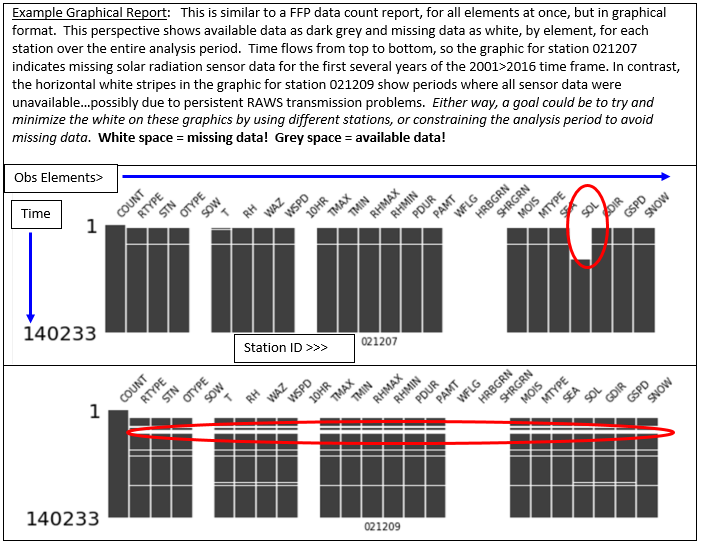 Example Graphical Report:   This is similar to a FFP data count report, for all elements at once, but in graphical
format.  This perspective shows available data as dark grey and missing data as white, by element, for each
station over the entire analysis period.  Time flows from top to bottom, so the graphic for station 021207
indicates missing solar radiation sensor data for the first several years of the 2001>2016 time frame. In contrast,
the horizontal white stripes in the graphic for station 021209 show periods where all sensor data were
unavailable…possibly due to persistent RAWS transmission problems.  Either way, a goal could be to try and
minimize the white on these graphics by using different stations, or constraining the analysis period to avoid
missing data.  White space = missing data!  Grey space = available data!
Obs Elements>
Time
COUNT RTYPE STN OTYPE SOW T RH WAZ WSPD 10HR TMAX TMIN RHMAX RHMIN PDUR PAMT WFLG HRBGRN SHRGRN MOIS MTYPE SEA SOL GDIR GSPD SNOW
1
140233
Station ID >>>
021207
COUNT RTYPE STN OTYPE SOW T RH WAZ WSPD 10HR TMAX TMIN RHMAX RHMIN PDUR PAMT WFLG HRBGRN SHRGRN MOIS MTYPE SEA SOL GDIR GSPD SNOW
1
140233
021209